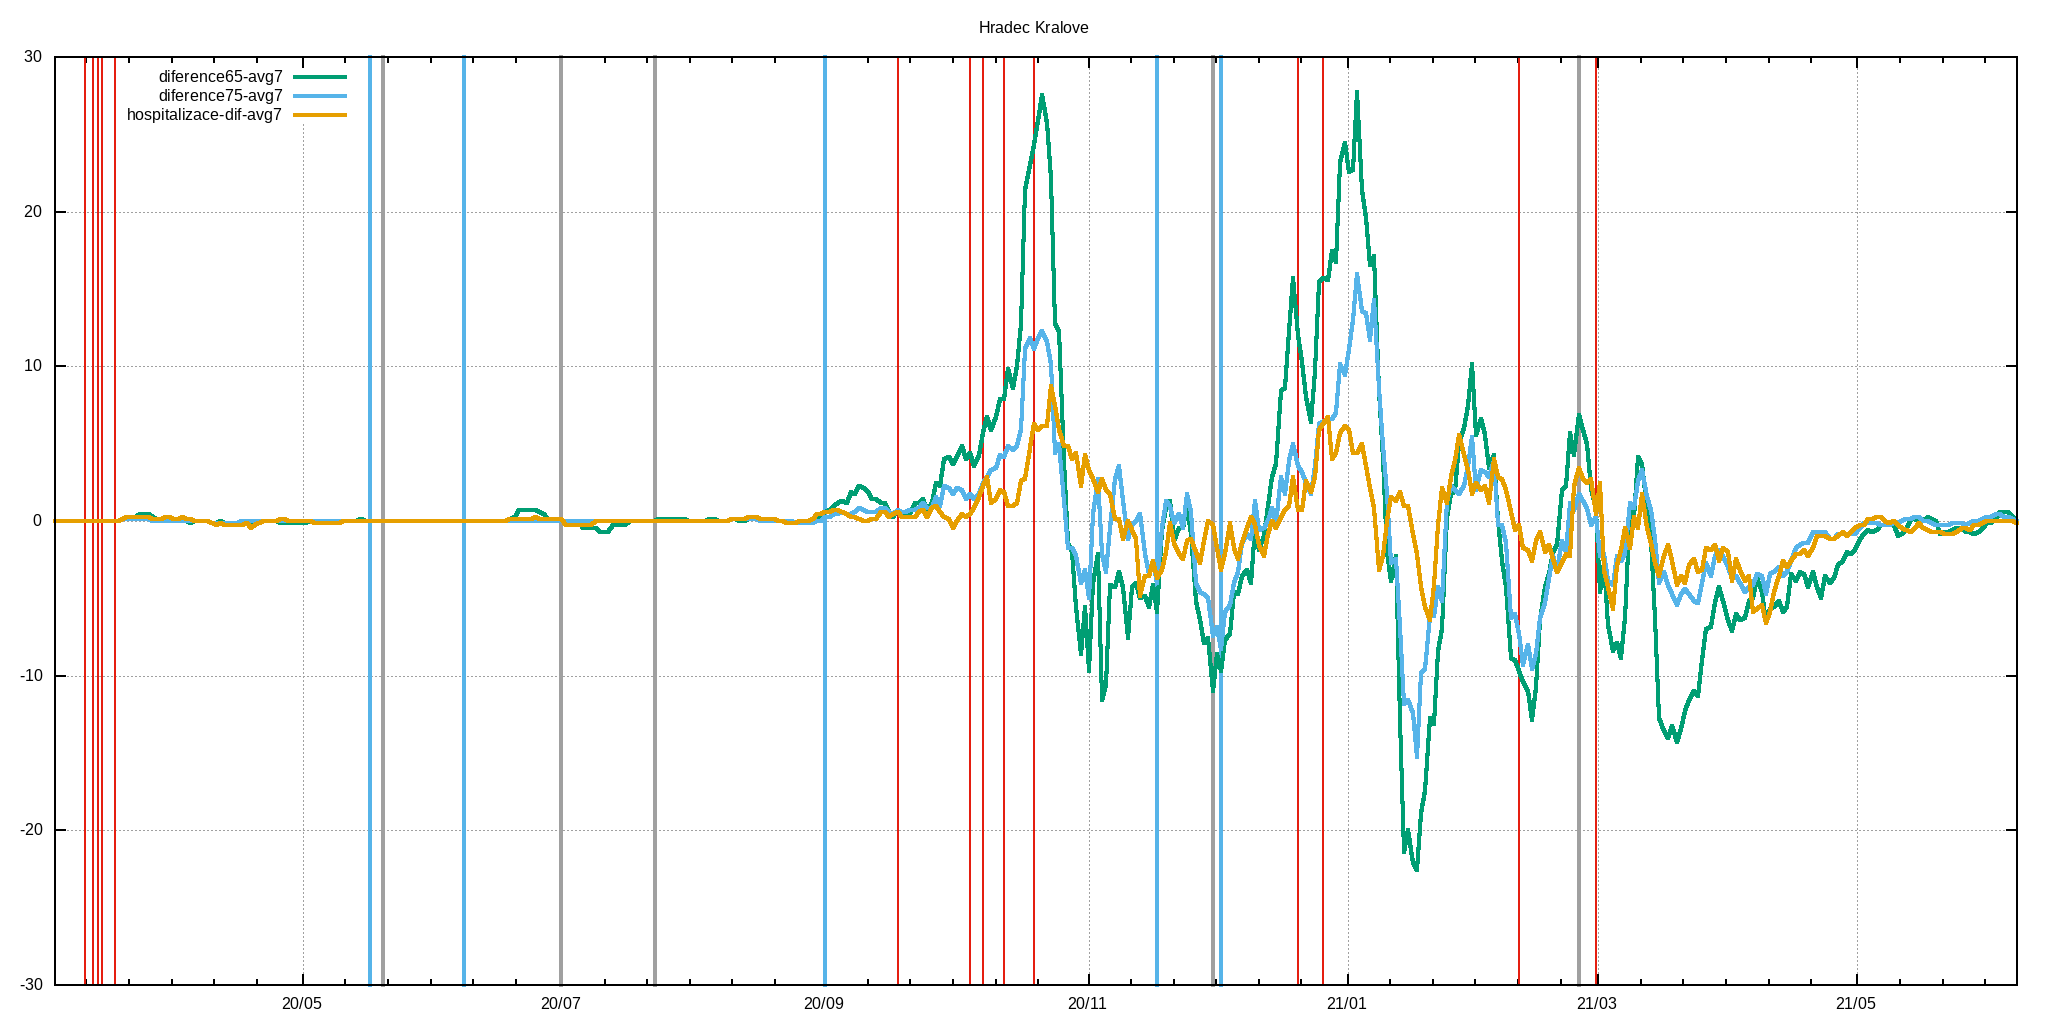 Hradec Kralove
30
diference65-avg7
diference75-avg7
hospitalizace-dif-avg7
20
10
0
-10
-20
-30
20/05 20/07 20/09 20/11 21/01 21/03 21/05